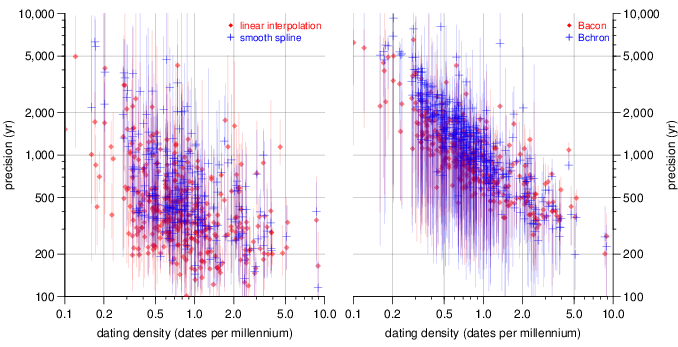 linear interpolation
smooth spline
10,000
5,000
2,000
1,000
500
200
100
precision (yr)
0.1 0.2 0.5 1.0 2.0 5.0 10.0
dating density (dates per millennium)
Bacon
Bchron
10,000
5,000
2,000
1,000
500
200
100
precision (yr)
0.1 0.2 0.5 1.0 2.0 5.0 10.0
dating density (dates per millennium)